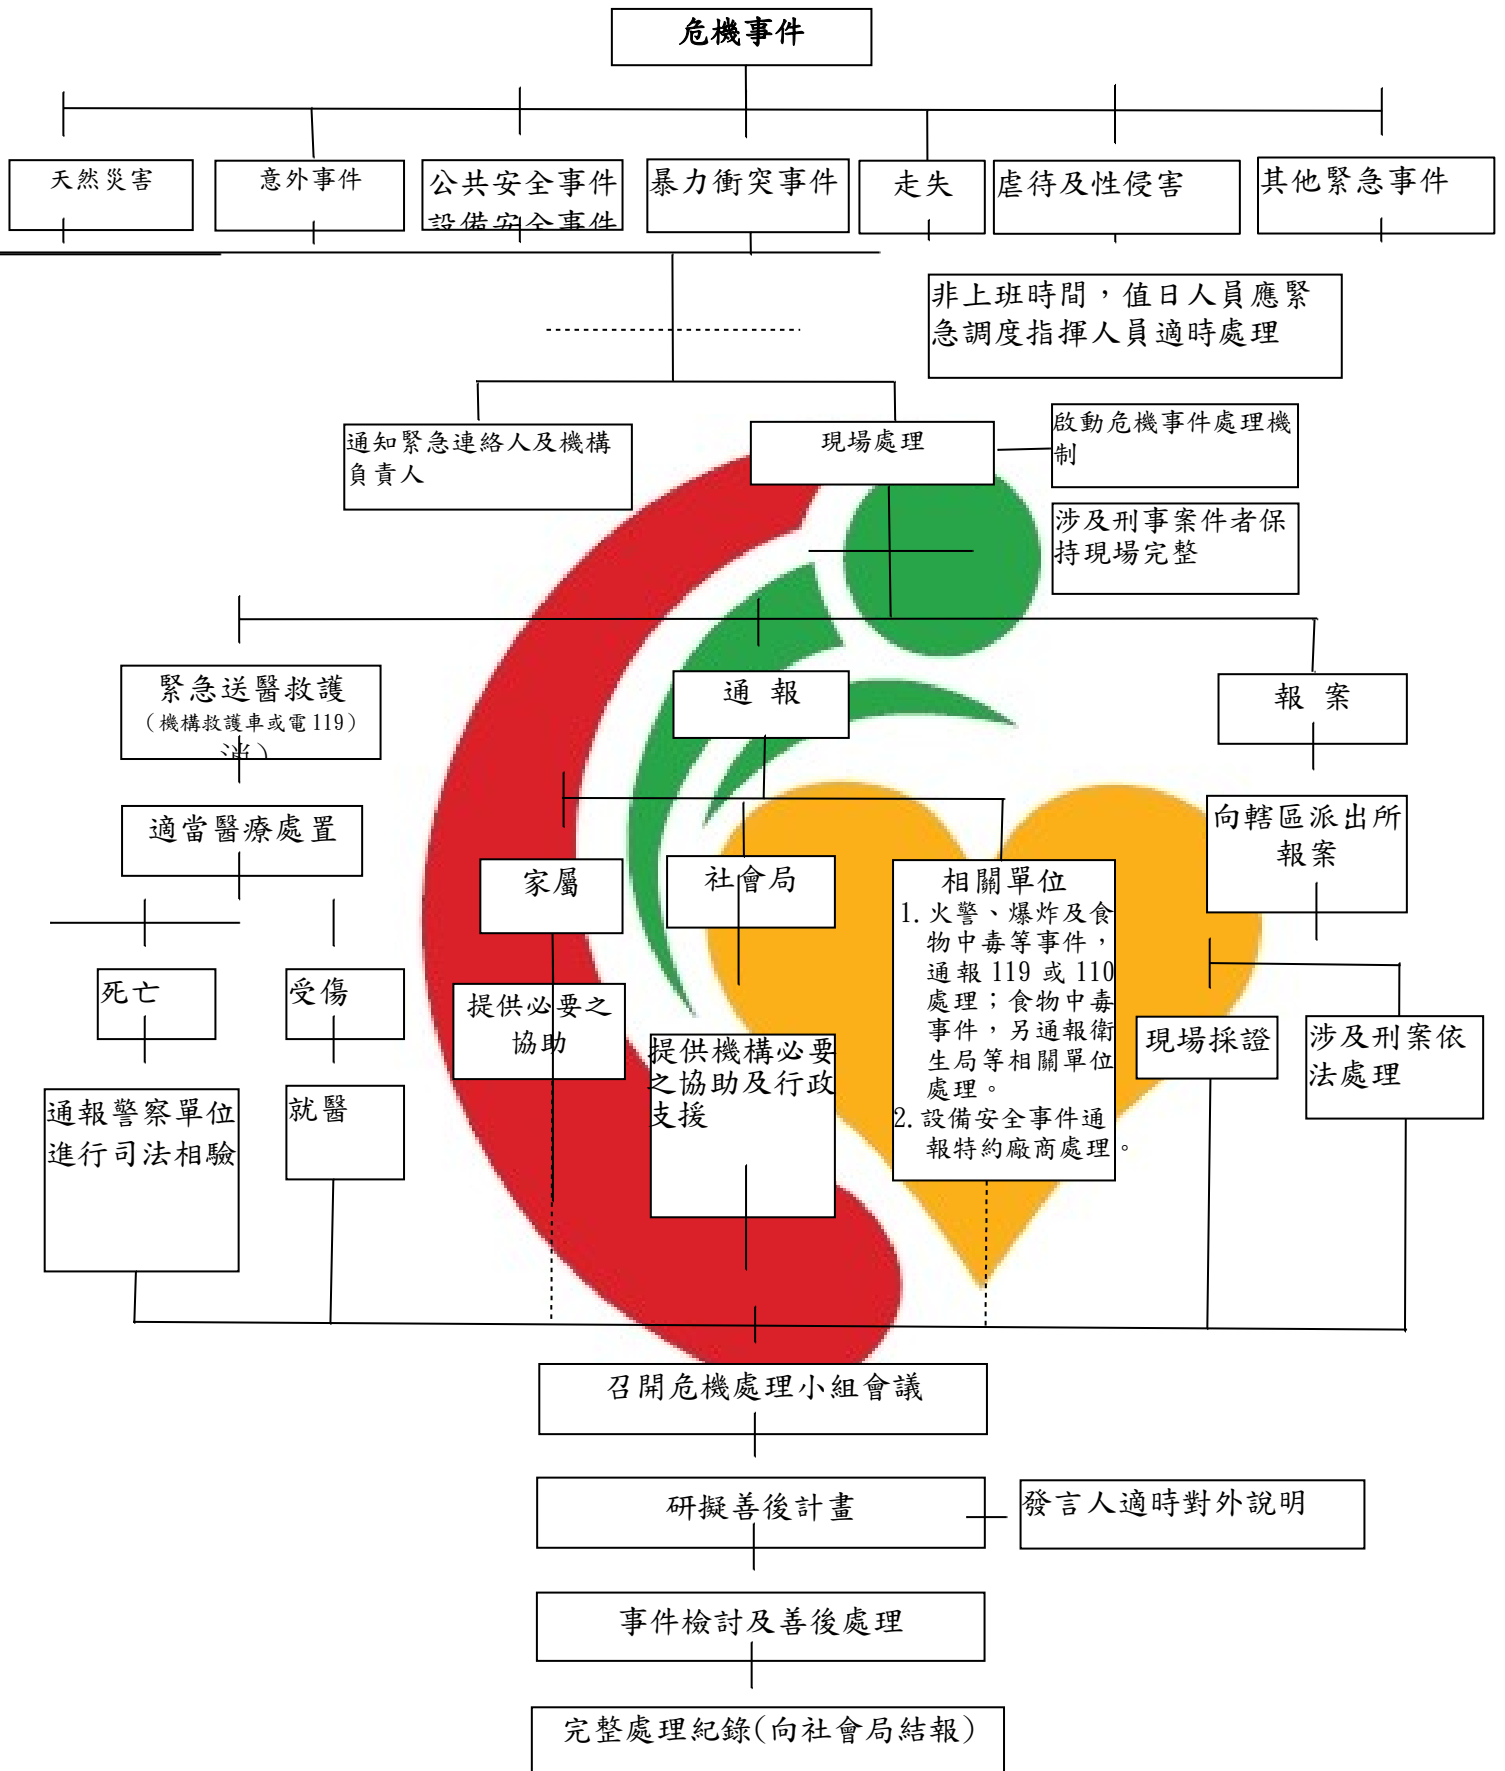 危機事件
天然災害
意外事件
公共安全事件
設備安全事件
暴力衝突事件
走失
虐待及性侵害
其他緊急事件
非上班時間，值日人員應緊
急調度指揮人員適時處理
通知緊急連絡人及機構
負責人
現場處理
啟動危機事件處理機
制
涉及刑事案件者保
持現場完整
緊急送醫救護
（機構救護車或電119）
通 報
報 案
適當醫療處置
向轄區派出所
報案
家屬
社會局
相關單位
1.火警、爆炸及食
物中毒等事件，
通報119或110
處理；食物中毒
事件，另通報衛
生局等相關單位
處理。
2.設備安全事件通
報特約廠商處理。
死亡
受傷
提供必要之
協助
提供機構必要
之協助及行政
支援
現場採證
涉及刑案依
法處理
通報警察單位
進行司法相驗
就醫
召開危機處理小組會議
研擬善後計畫
發言人適時對外說明
事件檢討及善後處理
完整處理紀錄(向社會局結報)